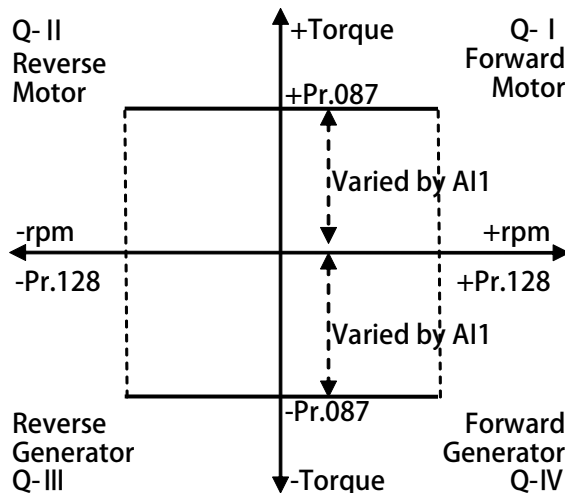 Q- II
Reverse
Motor
+Torque
Q- I
Forward
Motor
+Pr.087
Varied by AI1
-rpm
+rpm
-Pr.128
+Pr.128
Varied by AI1
-Pr.087
Reverse
Generator
Q-III
-Torque
Forward
Generator
Q-IV